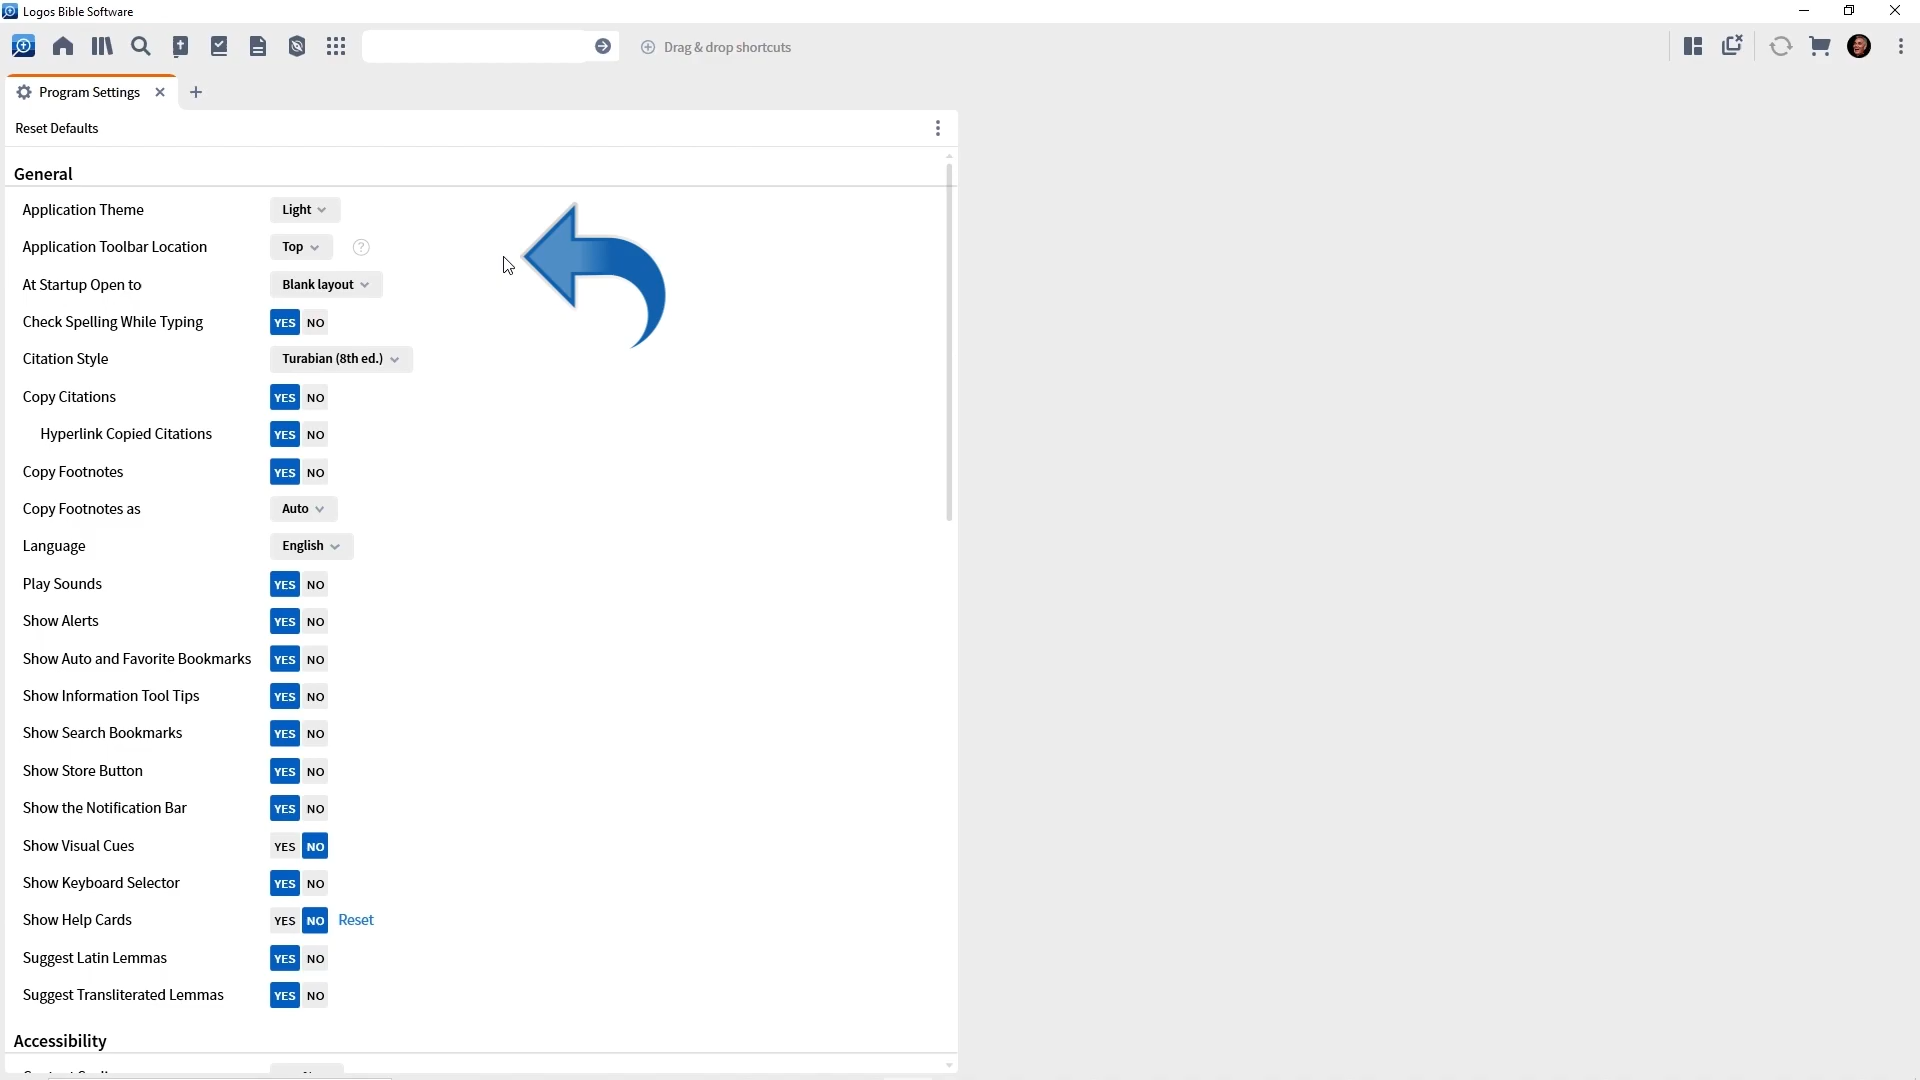 Logos Bible Software
Drag & drop shortcuts
Program Settings
Reset Defaults
General
Application Theme Light
Application Toolbar Location Top ?
At Startup Open to Blank layout
Check Spelling While Typing YES NO
Citation Style Turabian (8th ed.)
Copy Citations YES NO
Hyperlink Copied Citations YES NO
Copy Footnotes YES NO
Copy Footnotes as Auto
Language English
Play Sounds YES NO
Show Alerts YES NO
Show Auto and Favorite Bookmarks YES NO
Show Information Tool Tips YES NO
Show Search Bookmarks YES NO
Show Store Button YES NO
Show the Notification Bar YES NO
Show Visual Cues YES NO
Show Keyboard Selector YES NO
Show Help Cards YES NO Reset
Suggest Latin Lemmas YES NO
Suggest Transliterated Lemmas YES NO
Accessibility